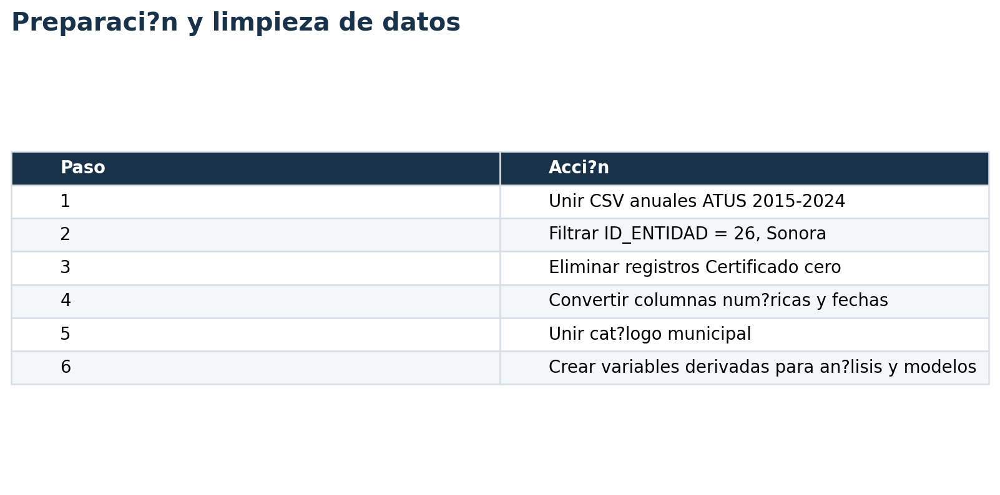 Preparaci?n y limpieza de datos
Paso Acci?n
1 Unir CSV anuales ATUS 2015-2024
2 Filtrar ID_ENTIDAD = 26, Sonora
3 Eliminar registros Certificado cero
4 Convertir columnas num?ricas y fechas
5 Unir cat?logo municipal
6 Crear variables derivadas para an?lisis y modelos